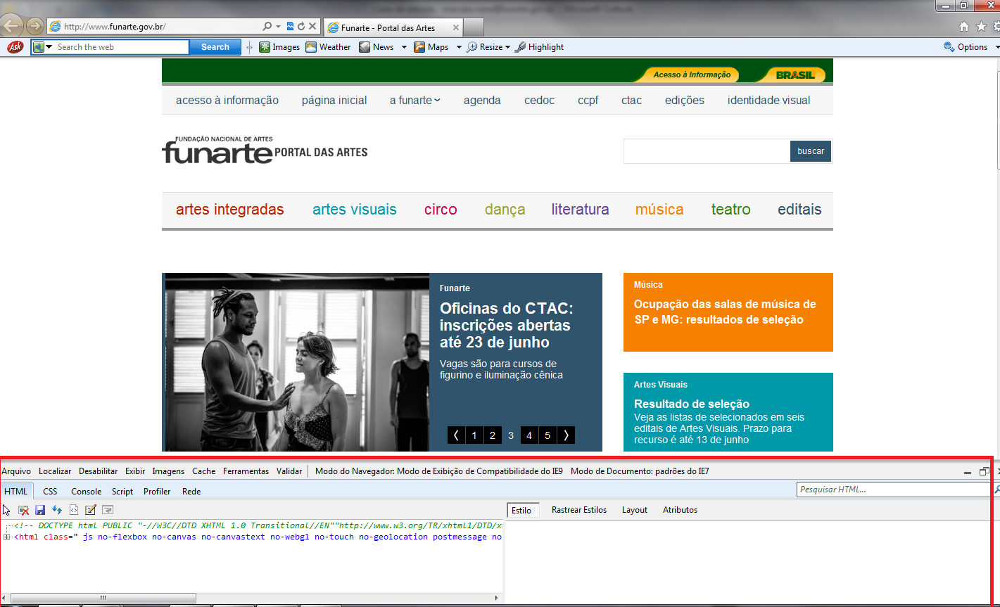 http://www.funarte.gov.br/
Funarte - Portal das Artes
Ask
Search the web
Search
Images
Weather
News
Maps
Resize
Highlight
Options
Acesso à Informação
BRASIL
acesso à informação
página inicial
a funarte
agenda
cedoc
ccpf
ctac
edições
identidade visual
FUNDAÇÃO NACIONAL DE ARTES
funarte PORTAL DAS ARTES
buscar
artes integradas
artes visuais
circo
dança
literatura
música
teatro
editais
Funarte
Oficinas do CTAC:
inscrições abertas
até 23 de junho
Vagas são para cursos de
figurino e iluminação cênica
1 2 3 4 5
Música
Ocupação das salas de música de
SP e MG: resultados de seleção
Artes Visuais
Resultado de seleção
Veja as listas de selecionados em seis
editais de Artes Visuais. Prazo para
recurso é até 13 de junho
Arquivo Localizar Desabilitar Exibir Imagens Cache Ferramentas Validar Modo do Navegador: Modo de Exibição de Compatibilidade do IE9 Modo de Documento: padrões do IE7
HTML CSS Console Script Profiler Rede
Pesquisar HTML...
Estilo Rastrear Estilos Layout Atributos
<!-- DOCTYPE html PUBLIC "-//W3C//DTD XHTML 1.0 Transitional//EN""http://www.w3.org/TR/xhtml1/DTD/x
<html class=" js no-flexbox no-canvas no-canvastext no-webgl no-touch no-geolocation postmessage no